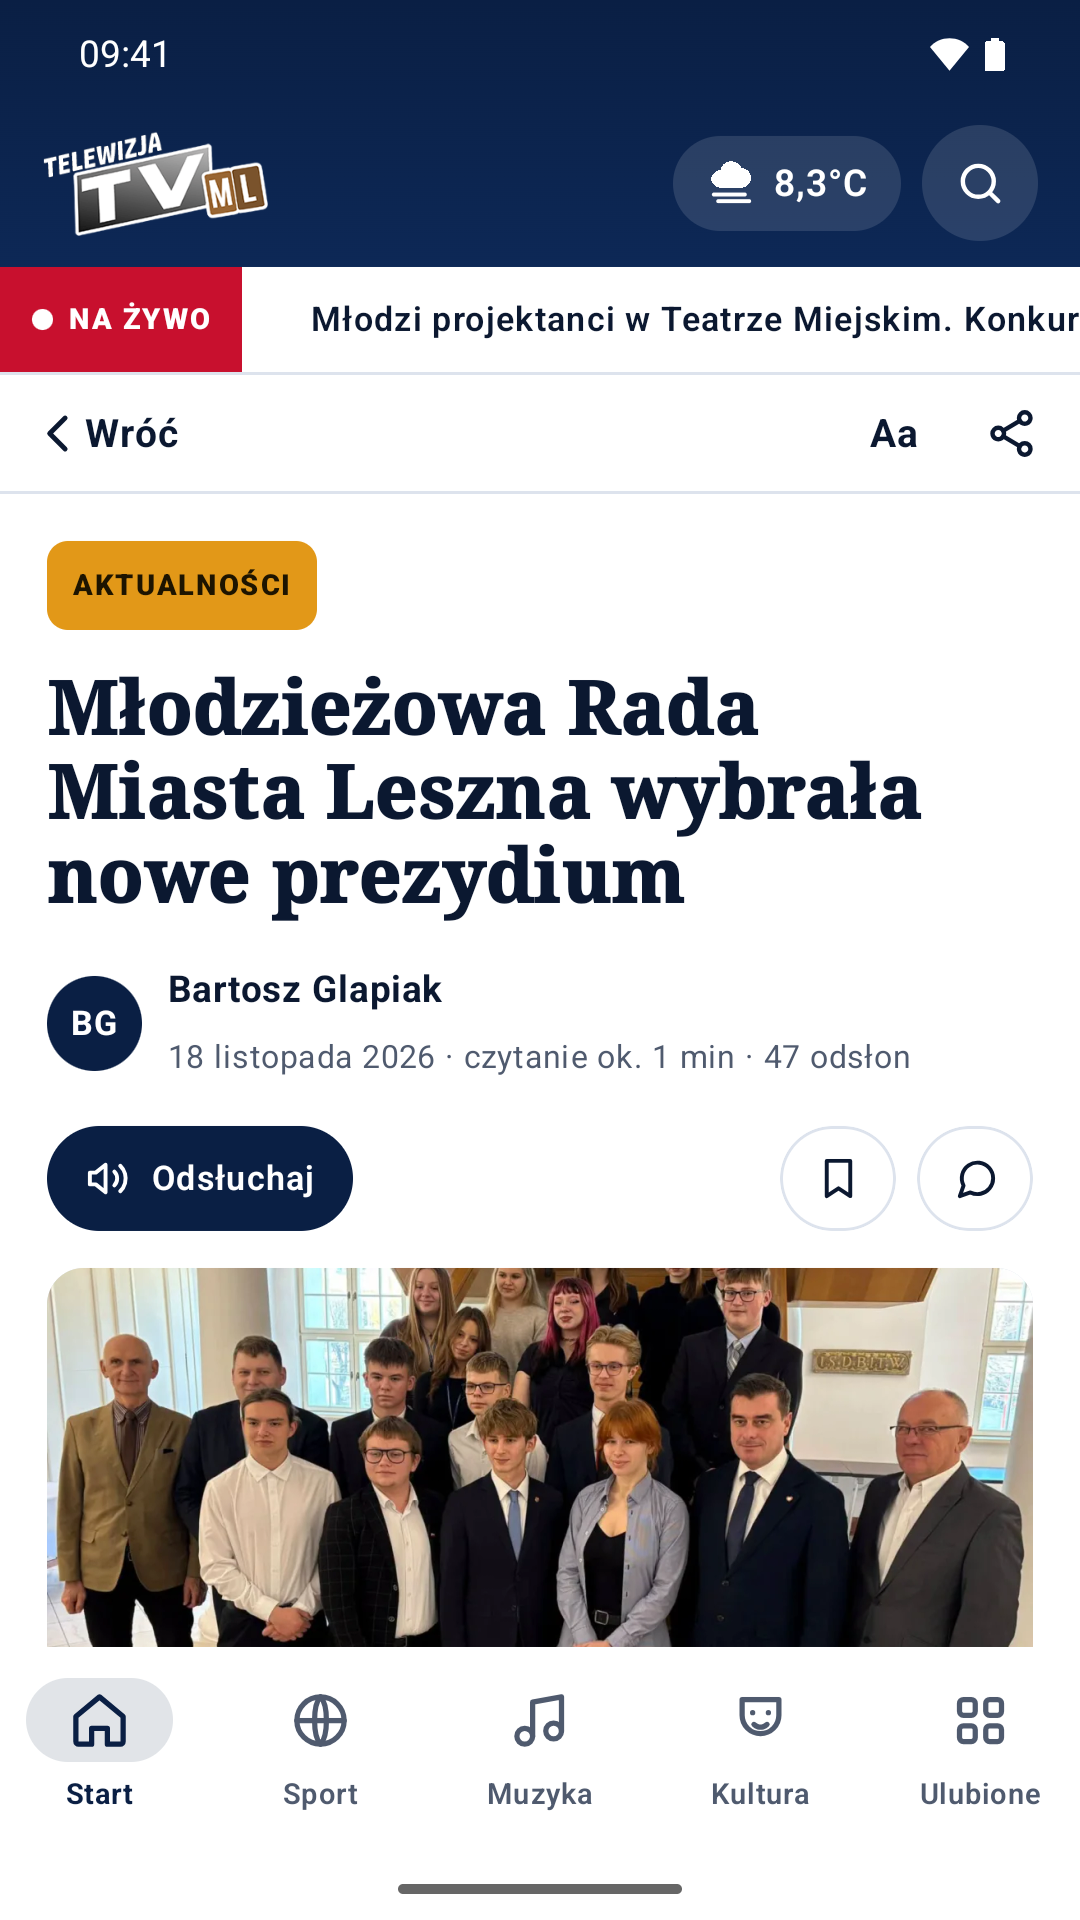 09:41
TELEWIZJA
TV ML
8,3°C
NA ŻYWO
Młodzi projektanci w Teatrze Miejskim. Konkur
Wróć
Aa
AKTUALNOŚCI
Młodzieżowa Rada
Miasta Leszna wybrała
nowe prezydium
BG
Bartosz Glapiak
18 listopada 2026 · czytanie ok. 1 min · 47 odsłon
Odsłuchaj
Start
Sport
Muzyka
Kultura
Ulubione